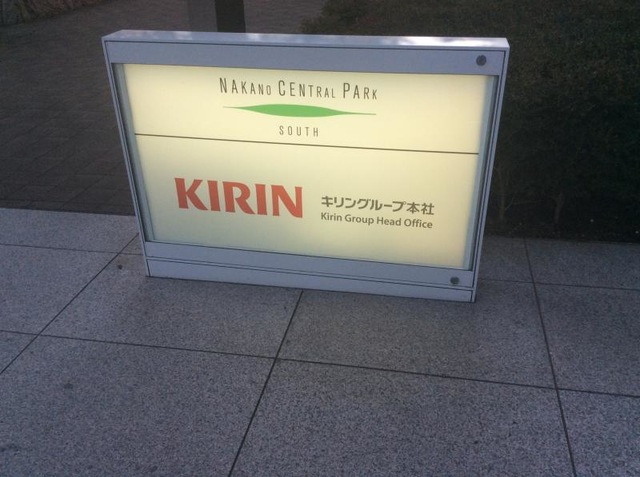 NAKANO CENTRAL PARK
SOUTH
KIRIN キリングループ本社
Kirin Group Head Office